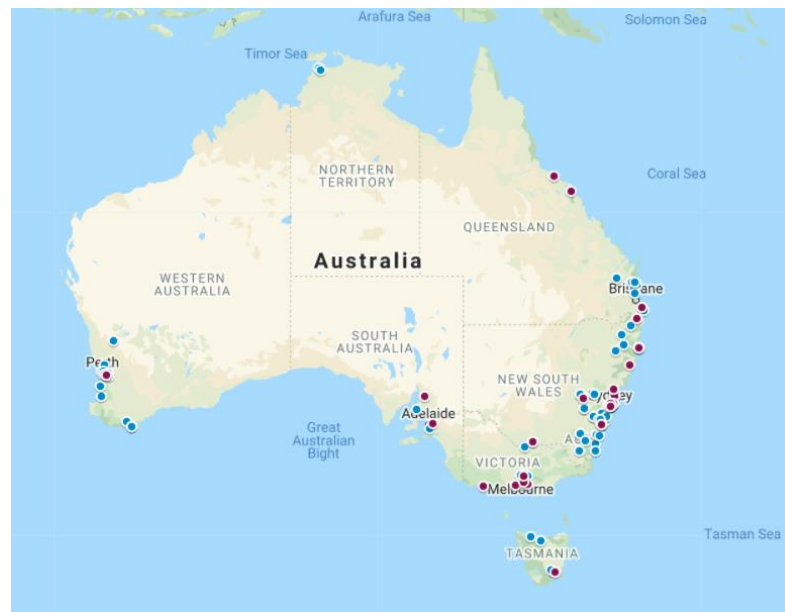 Arafura Sea
Solomon Sea
Timor Sea
NORTHERN
TERRITORY
Coral Sea
QUEENSLAND
Australia
WESTERN
AUSTRALIA
Brisbane
SOUTH
AUSTRALIA
Perth
NEW SOUTH
WALES
Sydney
Adelaide
Great
Australian
Bight
VICTORIA
Melbourne
Tasman Sea
TASMANIA